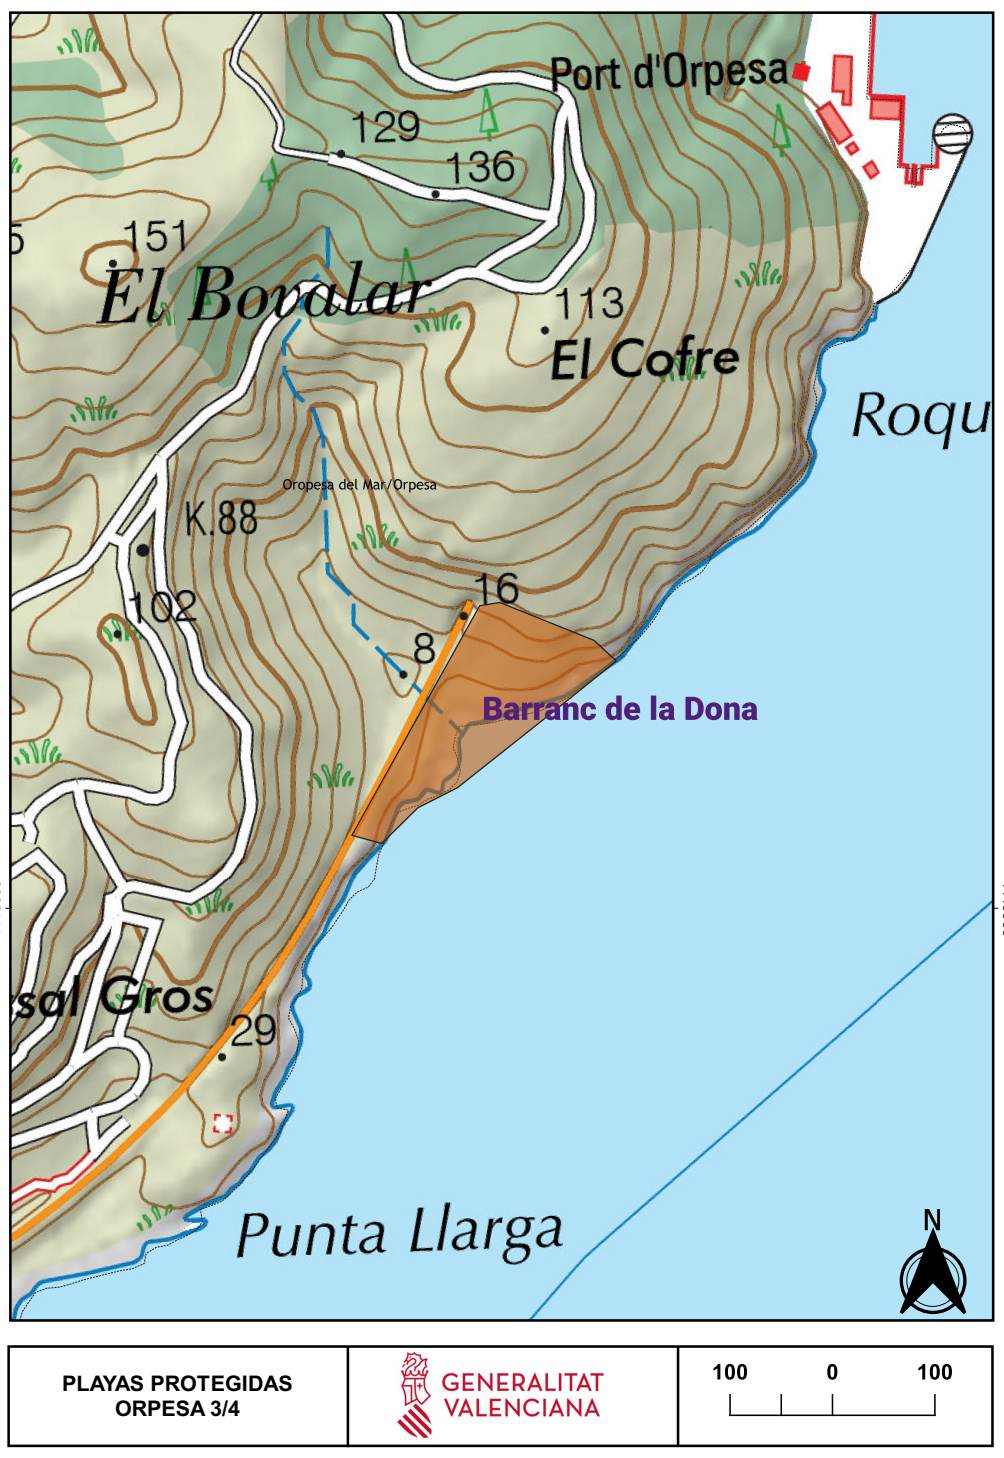 Port d'Orpesa
129
136
5
151
El Bovalar
113
El Cofre
Roqu
Oropesa del Mar/Orpesa
K.88
16
102
8
Barranc de la Dona
sal Gros
29
Punta Llarga
N
PLAYAS PROTEGIDAS
ORPESA 3/4
GENERALITAT
VALENCIANA
100 0 100